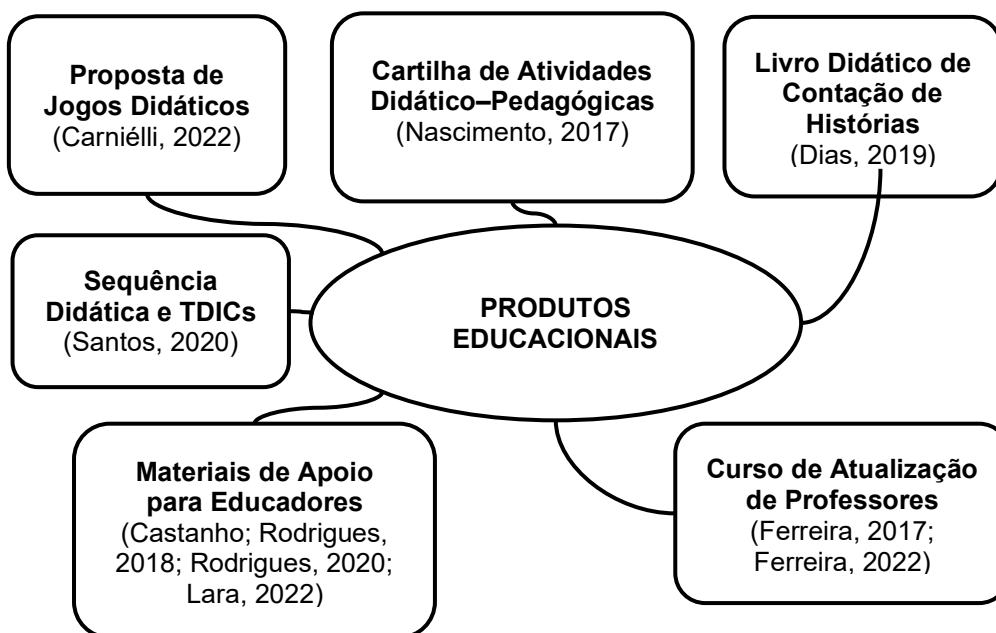 Proposta de
Jogos Didáticos
(Carniélli, 2022)
Cartilha de Atividades
Didático–Pedagógicas
(Nascimento, 2017)
Livro Didático de
Contação de
Histórias
(Dias, 2019)
Sequência
Didática e TDICs
(Santos, 2020)
PRODUTOS
EDUCACIONAIS
Materiais de Apoio
para Educadores
(Castanho; Rodrigues,
2018; Rodrigues, 2020;
Lara, 2022)
Curso de Atualização
de Professores
(Ferreira, 2017;
Ferreira, 2022)